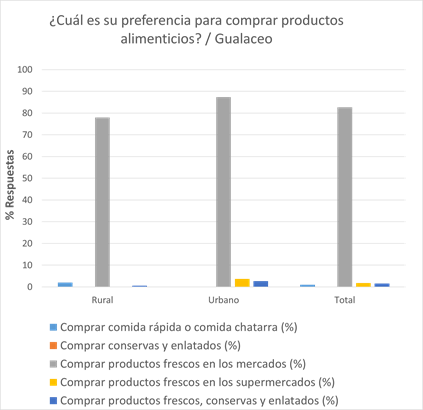 ¿Cuál es su preferencia para comprar productos
alimenticios? / Gualaceo
% Respuestas
100
90
80
70
60
50
40
30
20
10
0
Rural Urbano Total
Comprar comida rápida o comida chatarra (%)
Comprar conservas y enlatados (%)
Comprar productos frescos en los mercados (%)
Comprar productos frescos en los supermercados (%)
Comprar productos frescos, conservas y enlatados (%)